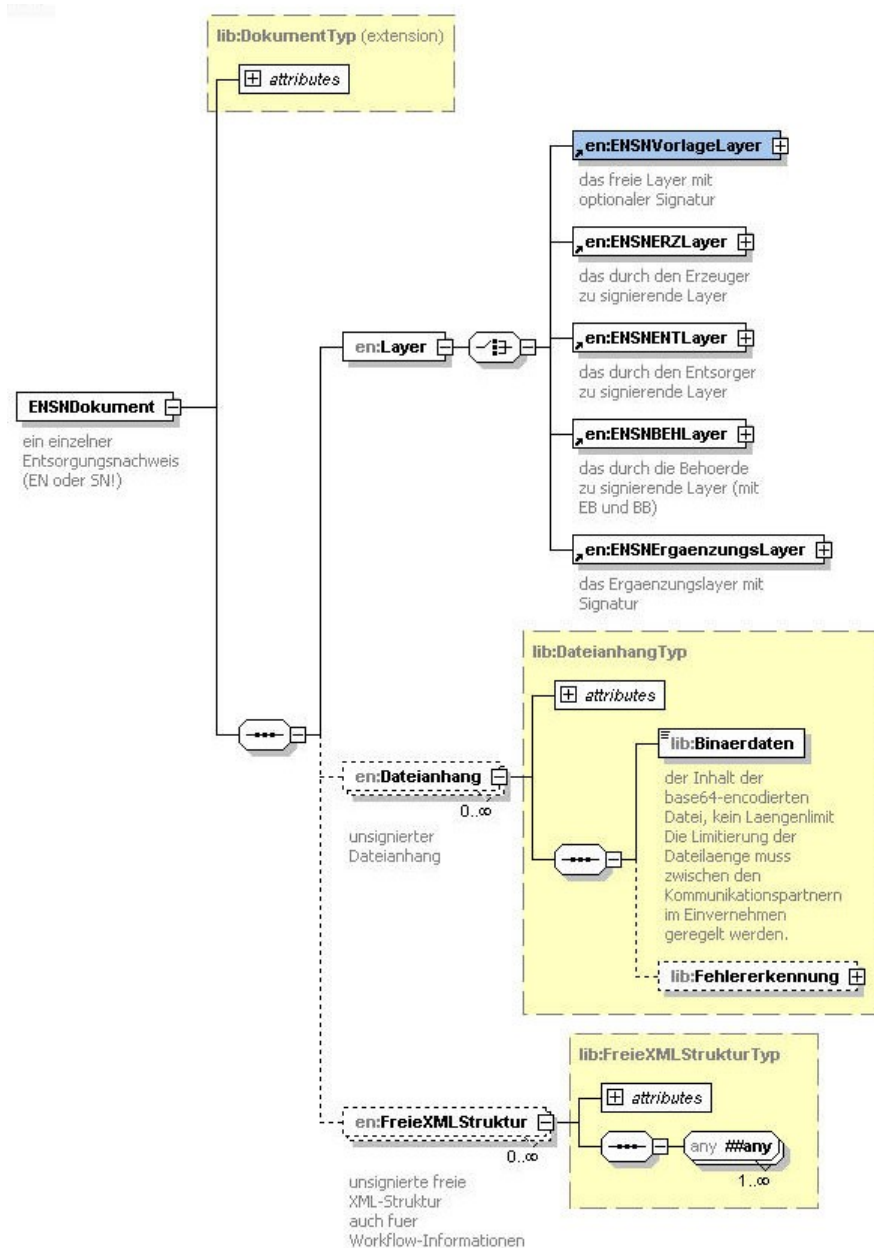 lib:DokumentTyp (extension)
attributes
en:ENSNVorlageLayer
das freie Layer mit
optionaler Signatur
en:ENSNERZLayer
das durch den Erzeuger
zu signierende Layer
en:Layer
en:ENSNENTLayer
das durch den Entsorger
zu signierende Layer
ENSNDokument
ein einzelner
Entsorgungsnachweis
(EN oder SN!)
en:ENSNBEHLayer
das durch die Behoerde
zu signierende Layer (mit
EB und BB)
en:ENSNErgaenzungsLayer
das Ergaenzungslayer mit
Signatur
lib:DateianhangTyp
attributes
lib:Binaerdaten
der Inhalt der
base64-encodierten
Datei, kein Laengenlimit
Die Limitierung der
Dateilaenge muss
zwischen den
Kommunikationspartnern
im Einvernehmen
geregelt werden.
en:Dateianhang
0..∞
unsignierter
Dateianhang
lib:Fehlererkennung
lib:FreieXMLStrukturTyp
attributes
en:FreieXMLStruktur
0..∞
any ##any
1..∞
unsignierte freie
XML-Struktur
auch fuer
Workflow-Informationen